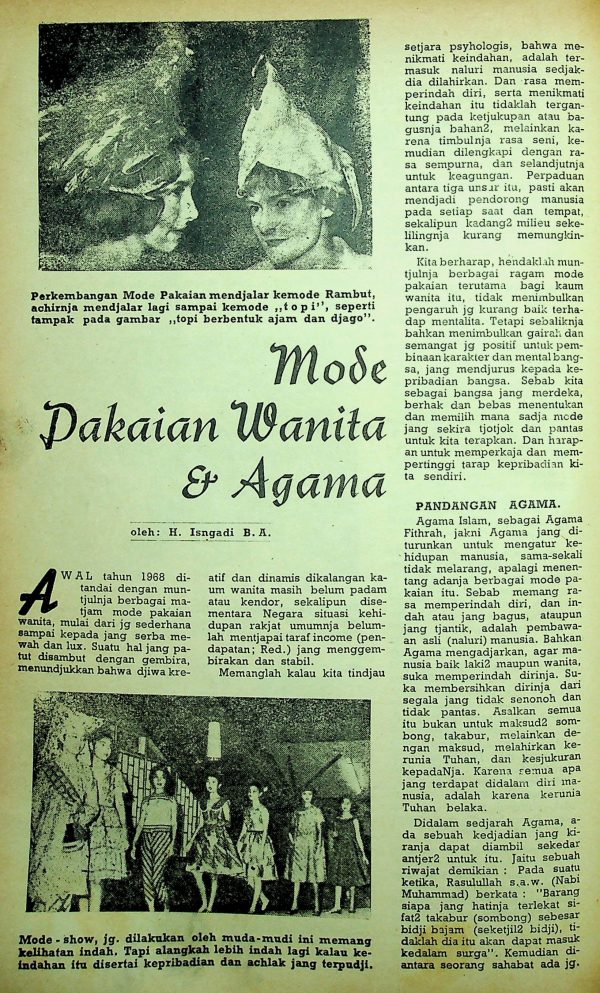 Perkembangan Mode Pakaian mendjalar kemode Rambut,
achirnja mendjalar lagi sampai kemode „topi”, seperti
tampak pada gambar „topi berbentuk ajam dan djago”.
Mode
Pakaian Wanita
& Agama
oleh: H. Isngadi B.A.
AWAL tahun 1968 di-
tandai dengan mun-
tjulnja berbagai ma-
tjam mode pakaian
wanita, mulai dari jg sederhana
sampai kepada jang serba me-
wah dan lux. Suatu hal jang pa-
tut disambut dengan gembira,
menundjukkan bahwa djiwa kre-
atif dan dinamis dikalangan ka-
um wanita masih belum padam
atau kendor, sekalipun dise-
mentara Negara situasi kehi-
dupan rakjat umumnja belum-
lah mentjapai taraf income (pen-
dapatan; Red.) jang menggem-
birakan dan stabil.
Memanglah kalau kita tindjau
Mode-show, jg. dilakukan oleh muda-mudi ini memang
kelihatan indah. Tapi alangkah lebih indah lagi kalau ke-
indahan itu disertai kepribadian dan achlak jang terpudji.
setjara psyhologis, bahwa me-
nikmati keindahan, adalah ter-
masuk naluri manusia sedjak-
dia dilahirkan. Dan rasa mem-
perindah diri, serta menikmati
keindahan itu tidaklah tergan-
tung pada ketjukupan atau ba-
gusnja bahan2, melainkan ka-
rena timbulnja rasa seni, ke-
mudian dilengkapi dengan ra-
sa sempurna, dan selandjutnja
untuk keagungan. Perpaduan
antara tiga unsur itu, pasti akan
mendjadi pendorong manusia
pada setiap saat dan tempat,
sekalipun kadang2 milieu seke-
lilingnja kurang memungkin-
kan.
Kita berharap, hendaklah mun-
tjulnja berbagai ragam mode
pakaian terutama bagi kaum
wanita itu, tidak menimbulkan
pengaruh jg kurang baik terha-
dap mentalita. Tetapi sebaliknja
bahkan menimbulkan gairah dan
semangat jg positif untuk pem-
binaan karakter dan mental bang-
sa, jang mendjurus kepada ke-
pribadian bangsa. Sebab kita
sebagai bangsa jang merdeka,
berhak dan bebas menentukan
dan memilih mana sadja mode
jang sekira tjotjok dan pantas
untuk kita terapkan. Dan harap-
an untuk memperkaja dan mem-
pertinggi tarap kepribadian ki-
ta sendiri.
PANDANGAN AGAMA.
Agama Islam, sebagai Agama
Fithrah, jakni Agama jang di-
turunkan untuk mengatur ke-
hidupan manusia, sama-sekali
tidak melarang, apalagi menen-
tang adanja berbagai mode pa-
kaian itu. Sebab memang ra-
sa memperindah diri, dan in-
dah atau jang bagus, ataupun
jang tjantik, adalah pembawa-
an asli (naluri) manusia. Bahkan
Agama mengadjarkan, agar ma-
nusia baik laki2 maupun wanita,
suka memperindah dirinja. Su-
ka membersihkan dirinja dari
segala jang tidak senonoh dan
tidak pantas. Asalkan semua
itu bukan untuk maksud2 som-
bong, takabur, melainkan de-
ngan maksud, melahirkan ke-
runia Tuhan, dan kesjukuran
kepadaNja. Karena semua apa
jang terdapat didalam diri ma-
nusia, adalah karena kerunia
Tuhan belaka.
Didalam sedjarah Agama, a-
da sebuah kedjadian jang ki-
ranja dapat diambil sekedar
antjer2 untuk itu. Jaitu sebuah
riwajat demikian : Pada suatu
ketika, Rasulullah s.a.w. (Nabi
Muhammad) berkata : "Barang
siapa jang hatinja terlekat si-
fat2 takabur (sombong) sebesar
bidji bajam (seketjil2 bidji), ti-
daklah dia itu akan dapat masuk
kedalam surga". Kemudian di-
antara seorang sahabat ada jg.